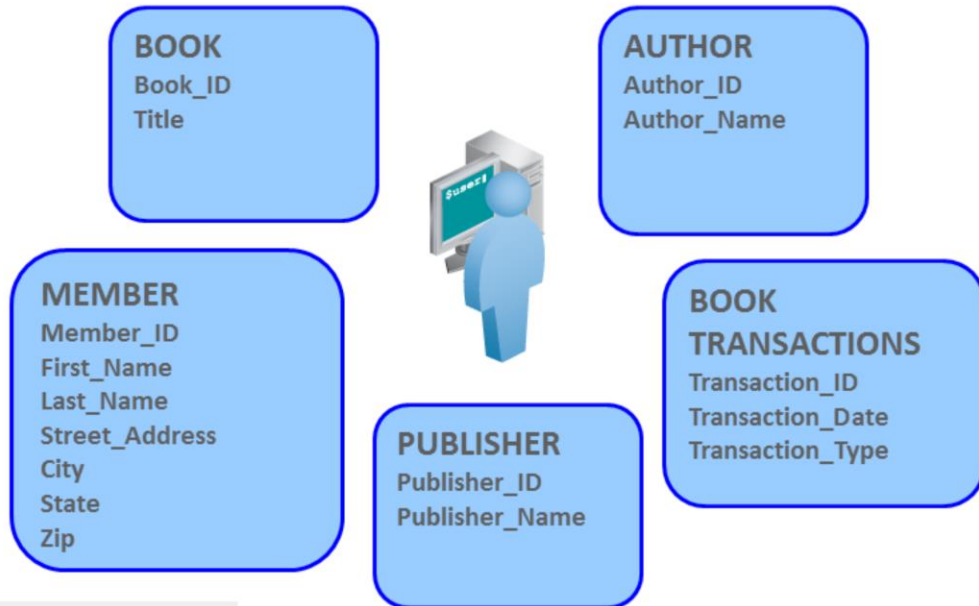 BOOK
Book_ID
Title
AUTHOR
Author_ID
Author_Name
$user
MEMBER
Member_ID
First_Name
Last_Name
Street_Address
City
State
Zip
PUBLISHER
Publisher_ID
Publisher_Name
BOOK
TRANSACTIONS
Transaction_ID
Transaction_Date
Transaction_Type